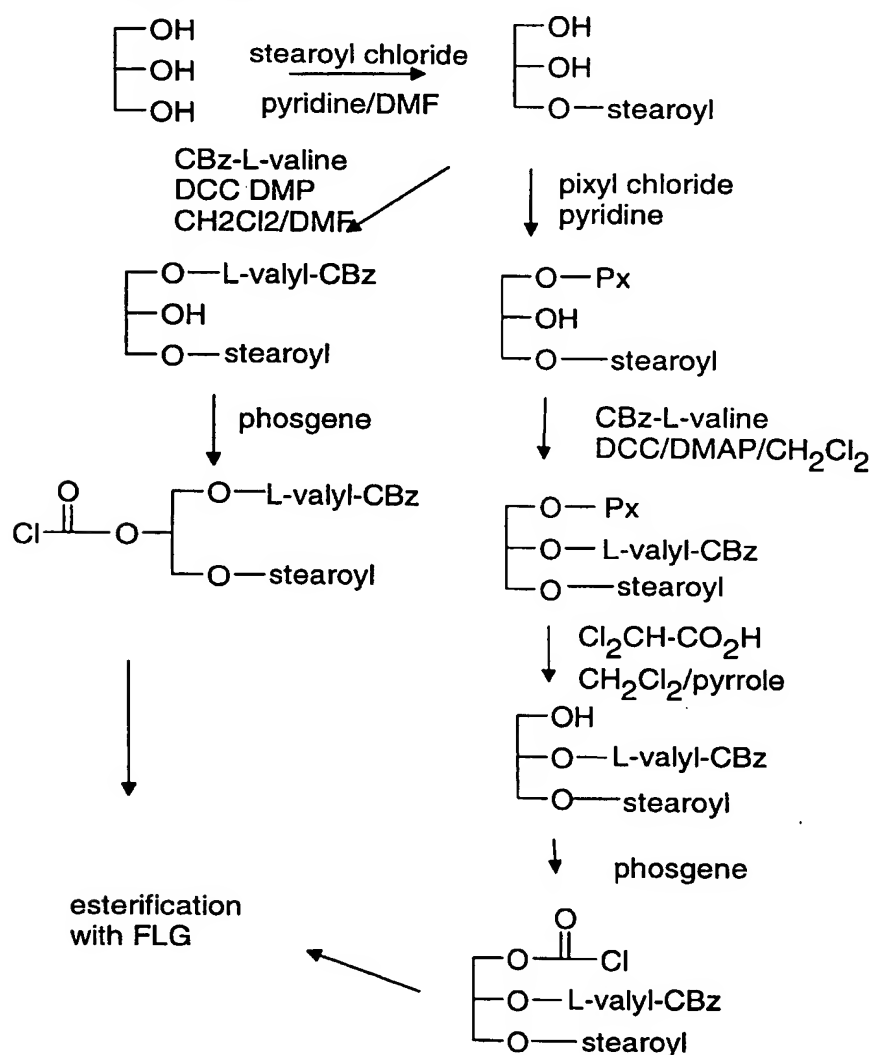 OH
OH
OH
stearoyl chloride
pyridine/DMF
OH
OH
O—stearoyl
CBz-L-valine
DCC DMP
CH2Cl2/DMF
pixyl chloride
pyridine
O—L-valyl-CBz
OH
O—stearoyl
O—Px
OH
O—stearoyl
phosgene
CBz-L-valine
DCC/DMAP/CH₂Cl₂
O
Cl
O
O—L-valyl-CBz
O—stearoyl
O—Px
O—L-valyl-CBz
O—stearoyl
Cl₂CH-CO₂H
CH₂Cl₂/pyrrole
OH
O—L-valyl-CBz
O—stearoyl
phosgene
esterification
with FLG
O
O
Cl
O—L-valyl-CBz
O—stearoyl